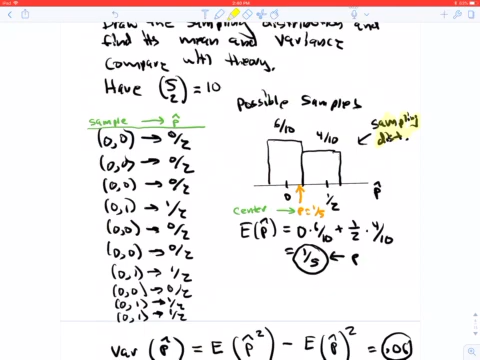 Draw the sampling distribution and
find its mean and variance
compare with theory.
Have (5 2) = 10
possible samples
sample → p̂
(0,0) → 0/2
(0,0) → 0/2
(0,0) → 0/2
(0,1) → 1/2
(0,0) → 0/2
(0,0) → 0/2
(0,1) → 1/2
(0,0) → 0/2
(0,1) → 1/2
(0,1) → 1/2
6/10
4/10
sampling
dist.
0
1/2
p̂
center → p=1/5
E(p̂) = 0·6/10 + 1/2·4/10
= 1/5 ← p
Var (p̂) = E(p̂²) - E(p̂)² =